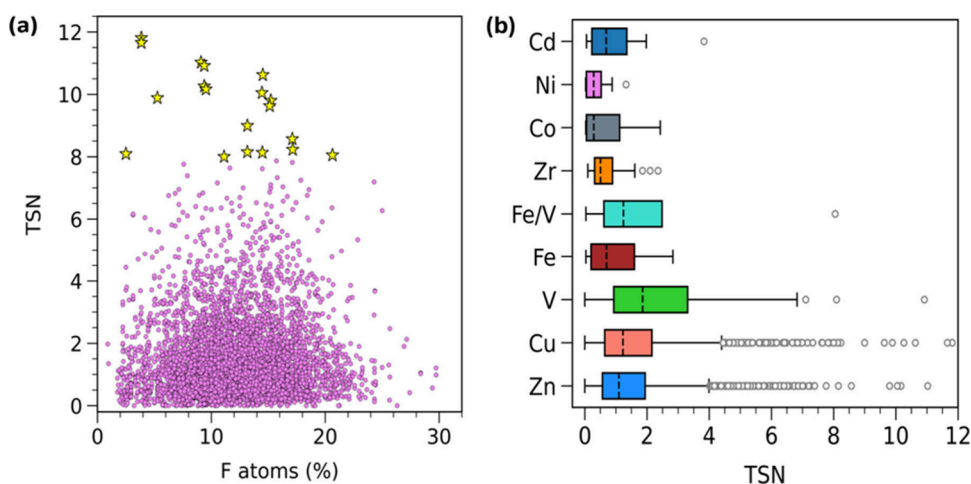 (a)
TSN
12
10
8
6
4
2
0
0 10 20 30
F atoms (%)
(b)
Cd
Ni
Co
Zr
Fe/V
Fe
V
Cu
Zn
0 2 4 6 8 10 12
TSN